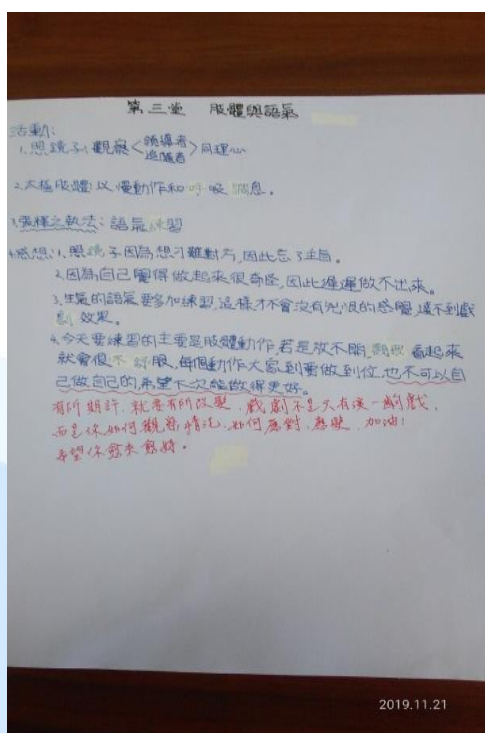 第三堂 肢體與語氣
活動:
1.照鏡子:觀察<領導者 追隨者>同理心
2.太極肢體:以慢動作和呼吸調息。
3.靈樓之執法:語氣練習
4.感想:1.照鏡子因為想刁難對方,因此忘了主旨。
2.因為自己覺得做起來很奇怪,因此遲遲做不出來。
3.生氣的語氣要多加練習,這樣才不會沒有兇狠的感覺,達不到戲
劇效果。
4.今天要練習的主要是肢體動作,若是放不開,觀眾看起來
就會很不舒服,每個動作大家到要做到位,也不可以自
己做自己的,希望下次能做得更好。
有所期許,就要有所改變,戲劇不是只有演一齣戲,
而是你如何觀察情況,如何應對,應變,加油!
希望你愈來愈好。
2019.11.21